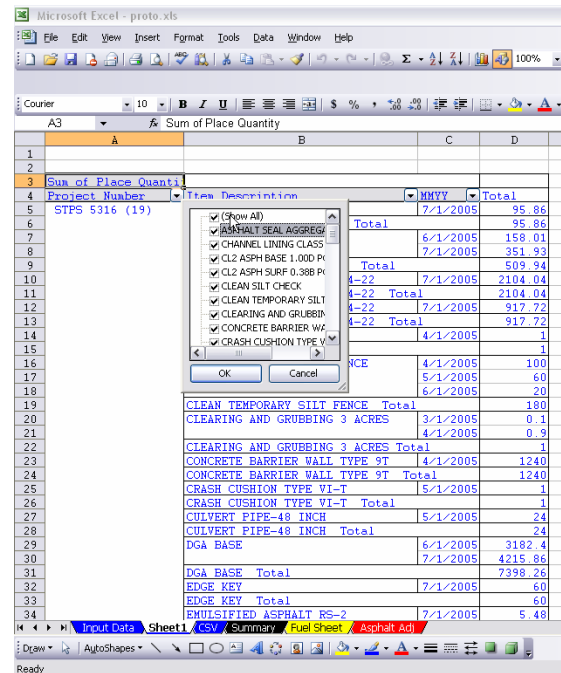 Microsoft Excel - proto.xls
File Edit View Insert Format Tools Data Window Help
100%
Courier 10 B I U $ % ,
A3 fx Sum of Place Quantity
A B C D
1
2
3 Sum of Place Quanti
4 Project Number Item Description MMYY Total
5 STPS 5316 (19) 7/1/2005 95.86
6 Total 95.86
7 6/1/2005 158.01
8 7/1/2005 351.93
9 Total 509.94
10 4-22 7/1/2005 2104.04
11 4-22 Total 2104.04
12 4-22 7/1/2005 917.72
13 4-22 Total 917.72
14 4/1/2005 1
15 1
16 NCE 4/1/2005 100
17 5/1/2005 60
18 6/1/2005 20
19 CLEAN TEMPORARY SILT FENCE Total 180
20 CLEARING AND GRUBBING 3 ACRES 3/1/2005 0.1
21 4/1/2005 0.9
22 CLEARING AND GRUBBING 3 ACRES Total 1
23 CONCRETE BARRIER WALL TYPE 9T 4/1/2005 1240
24 CONCRETE BARRIER WALL TYPE 9T Total 1240
25 CRASH CUSHION TYPE VI-T 5/1/2005 1
26 CRASH CUSHION TYPE VI-T Total 1
27 CULVERT PIPE-48 INCH 5/1/2005 24
28 CULVERT PIPE-48 INCH Total 24
29 DGA BASE 6/1/2005 3182.4
30 7/1/2005 4215.86
31 DGA BASE Total 7398.26
32 EDGE KEY 7/1/2005 60
33 EDGE KEY Total 60
34 EMULSIFIED ASPHALT RS-2 7/1/2005 5.48
(Show All)
ASPHALT SEAL AGGREGA
CHANNEL LINING CLASS
CL2 ASPH BASE 1.00D P
CL2 ASPH SURF 0.38B P
CLEAN SILT CHECK
CLEAN TEMPORARY SILT
CLEARING AND GRUBBIN
CONCRETE BARRIER WA
CRASH CUSHION TYPE V
OK Cancel
Input Data Sheet1 CSV Summary Fuel Sheet Asphalt Adj
Draw AutoShapes
Ready